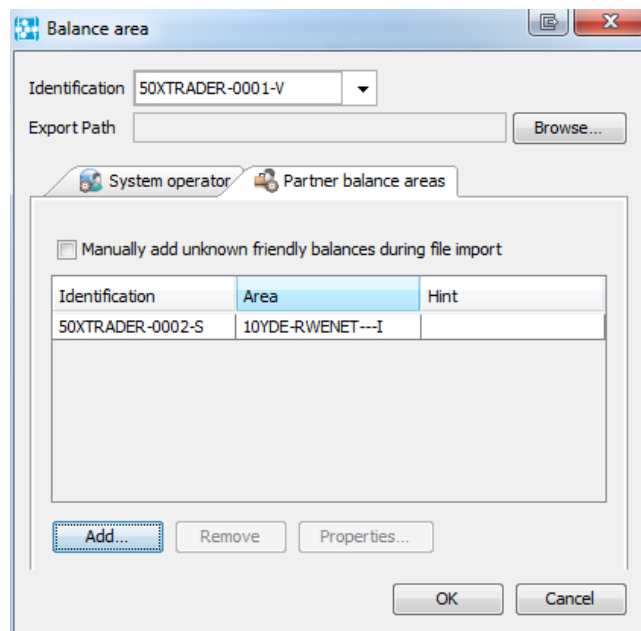 Balance area
Identification 50XTRADER-0001-V
Export Path Browse...
System operator Partner balance areas
Manually add unknown friendly balances during file import
Identification Area Hint
50XTRADER-0002-S 10YDE-RWENET---I
Add... Remove Properties...
OK Cancel